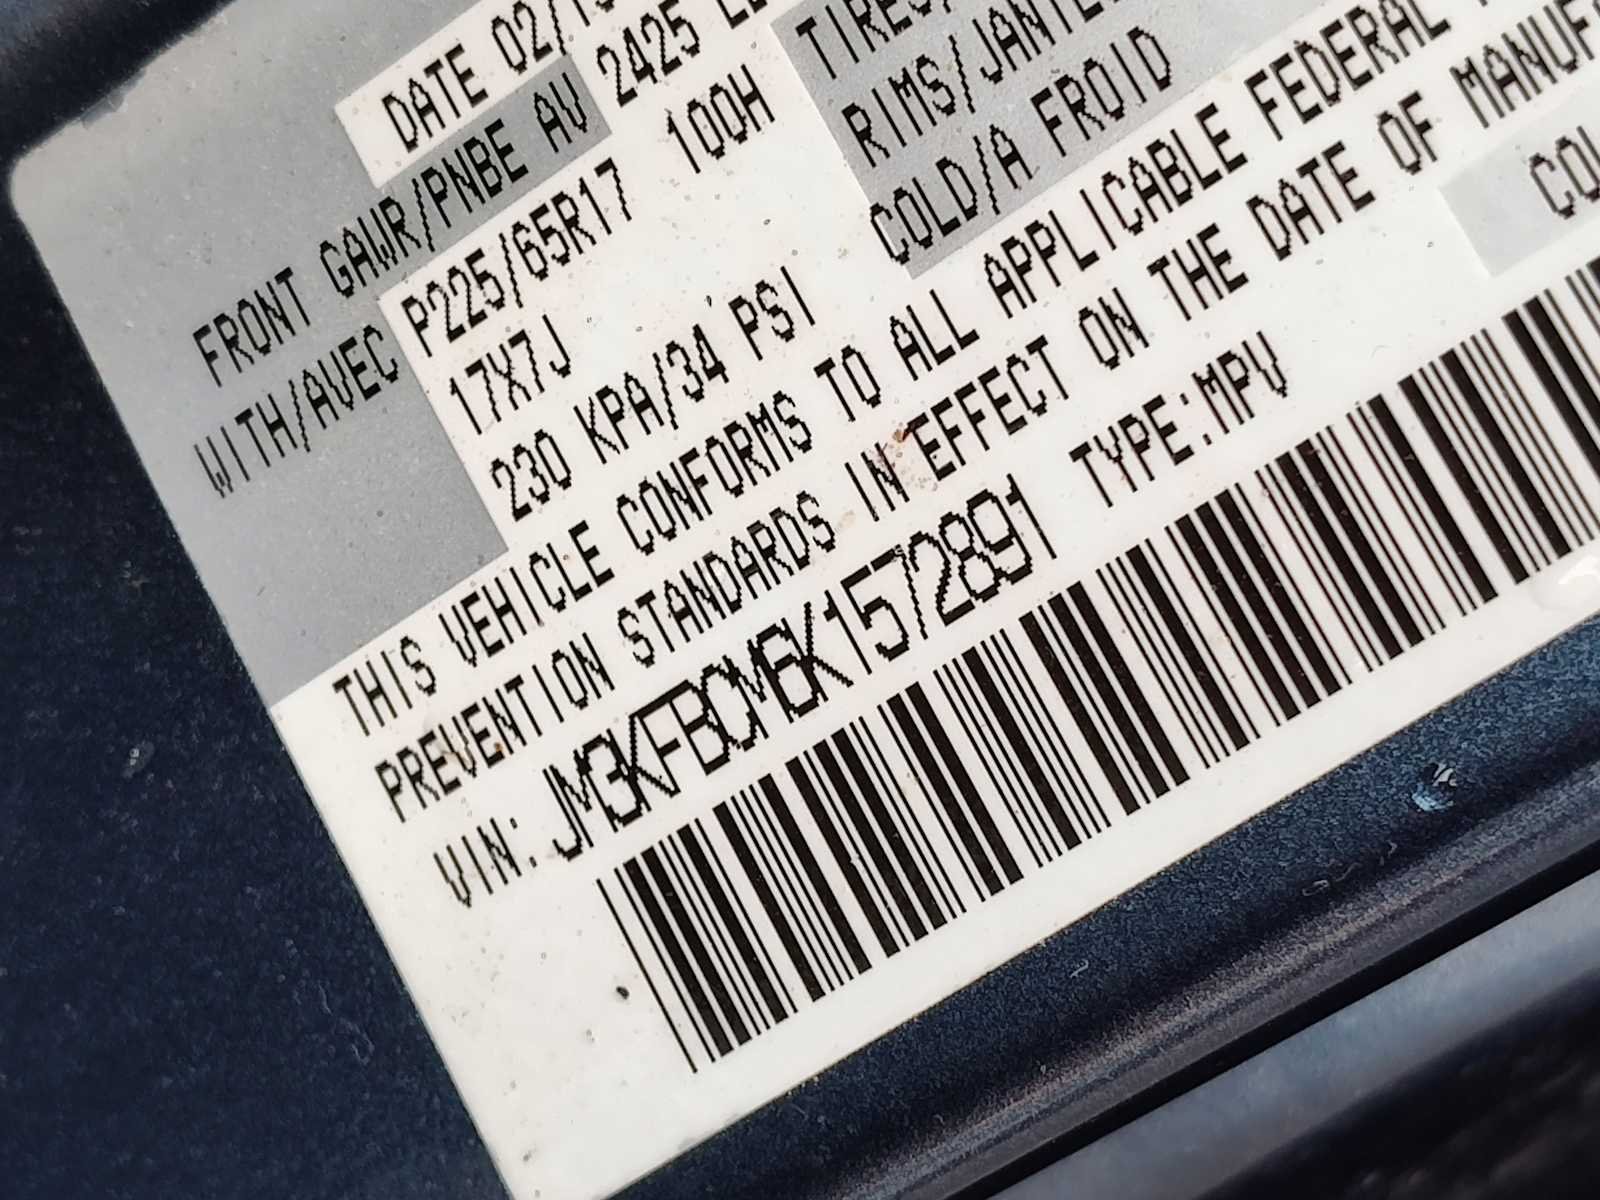 DATE 02/1
FRONT GAWR/PNBE AV 2425 L
WITH/AVEC P225/65R17 100H TIRES/
17X7J RIMS/JANTE
230 KPA/34 PSI COLD/A FROID
THIS VEHICLE CONFORMS TO ALL APPLICABLE FEDERAL
PREVENTION STANDARDS IN EFFECT ON THE DATE OF MANUF
VIN: JM3KFBCM6K1572891 TYPE:MPV CO